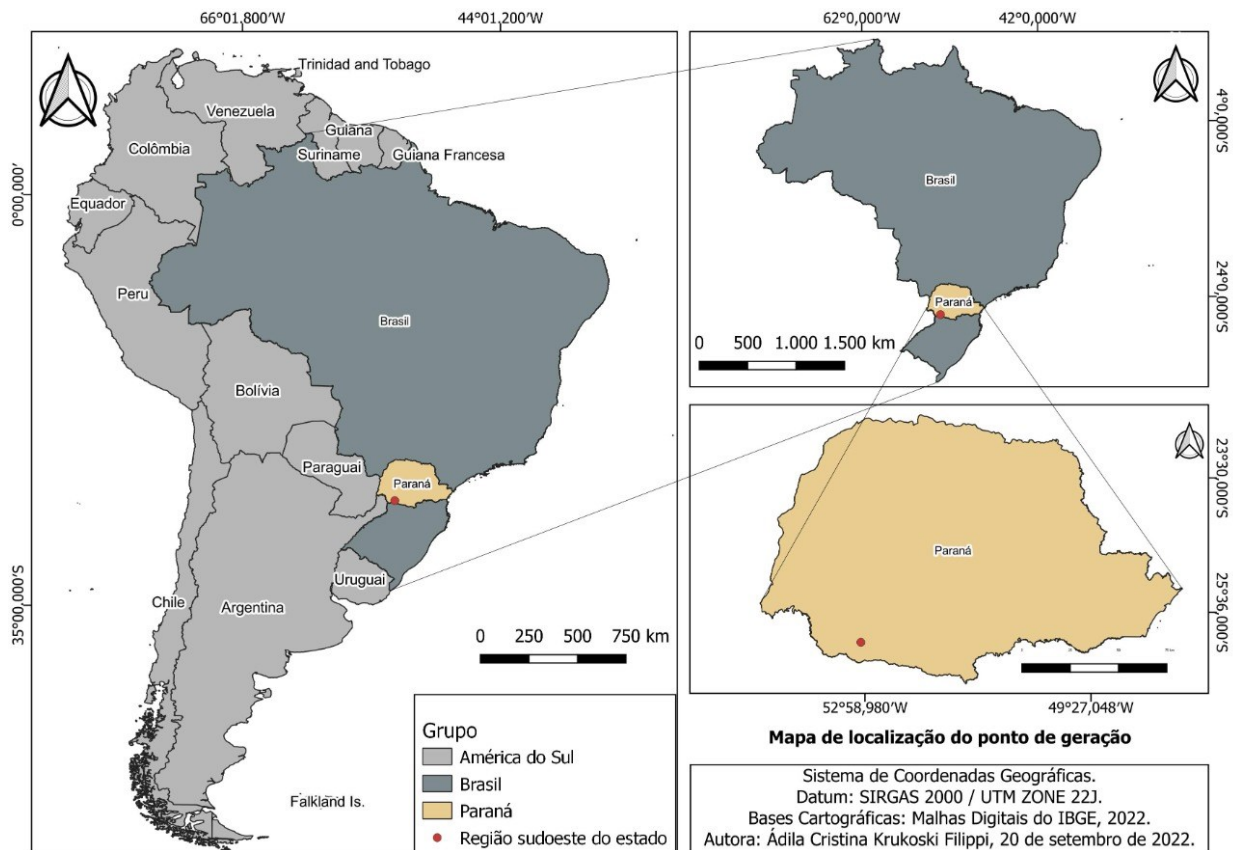 66°01,800'W
44°01,200'W
0°00,000'
35°00,000'S
Trinidad and Tobago
Venezuela
Guiana
Colômbia
Suriname
Guiana Francesa
Equador
Peru
Brasil
Bolívia
Paraguai
Paraná
Uruguai
Chile
Argentina
0 250 500 750 km
Falkland Is.
Grupo
América do Sul
Brasil
Paraná
Região sudoeste do estado
62°0,000'W
42°0,000'W
4°0,000'S
24°0,000'S
Brasil
Paraná
0 500 1.000 1.500 km
23°30,000'S
25°36,000'S
Paraná
52°58,980'W
49°27,048'W
Mapa de localização do ponto de geração
Sistema de Coordenadas Geográficas.
Datum: SIRGAS 2000 / UTM ZONE 22J.
Bases Cartográficas: Malhas Digitais do IBGE, 2022.
Autora: Ádila Cristina Krukoski Filippi, 20 de setembro de 2022.